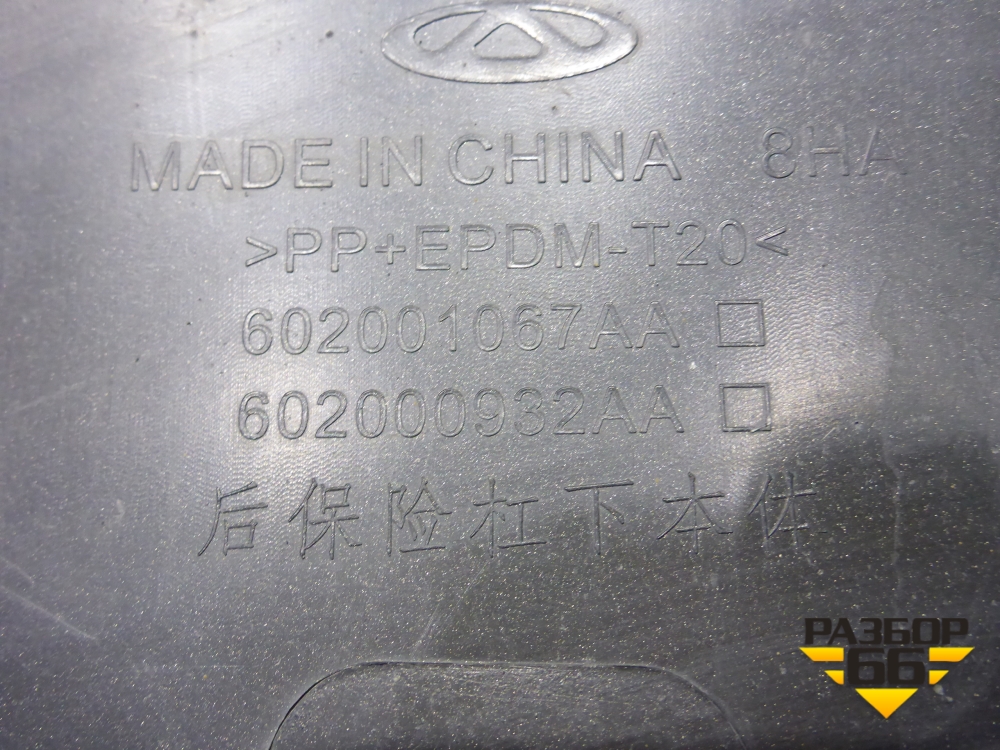 MADE IN CHINA 8HA
>PP+EPDM-T20<
602001067AA
602000932AA
后保险杠下本体
РАЗБОР
66